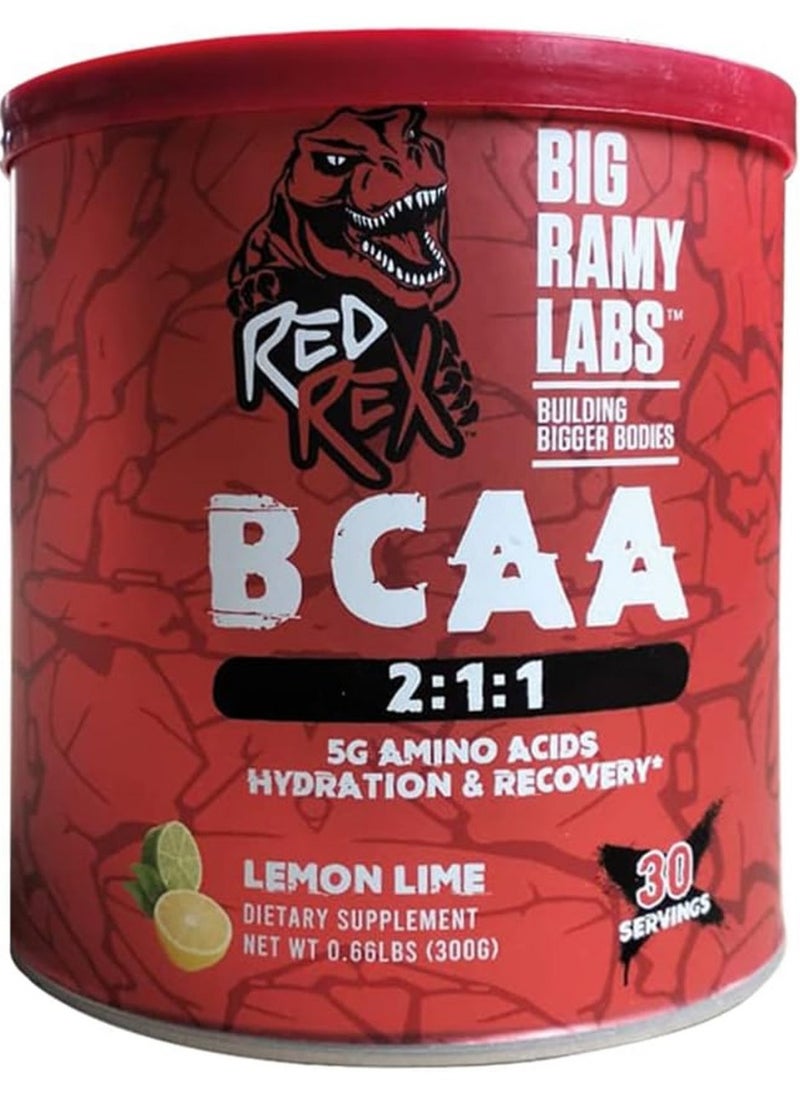 RED
REX™
BIG
RAMY
LABS™
BUILDING
BIGGER BODIES
BCAA
2:1:1
5G AMINO ACIDS
HYDRATION & RECOVERY*
LEMON LIME
DIETARY SUPPLEMENT
NET WT 0.66LBS (300G)
30
SERVINGS